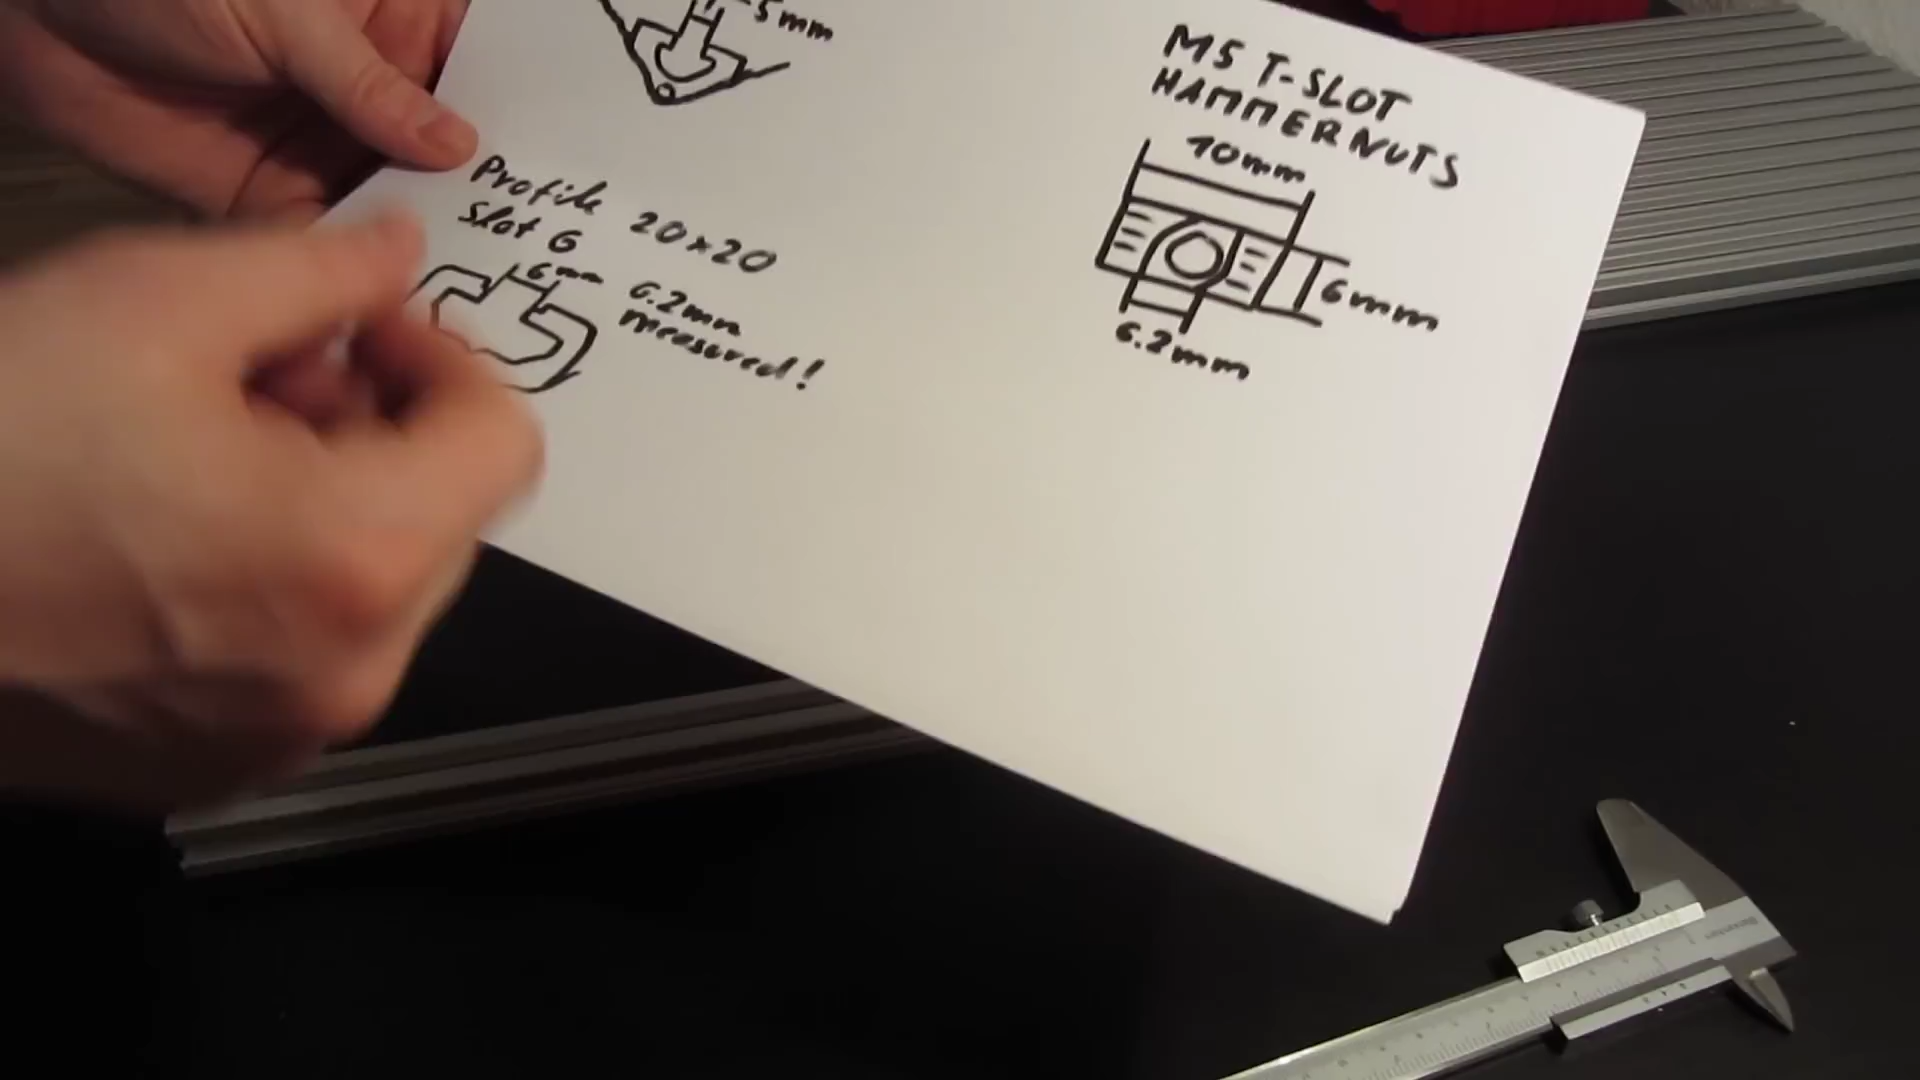 5mm
M5 T-SLOT
HAMMERNUTS
10mm
6mm
6.2mm
Profile 20x20
Slot 6
6mm
6.2mm
measured!